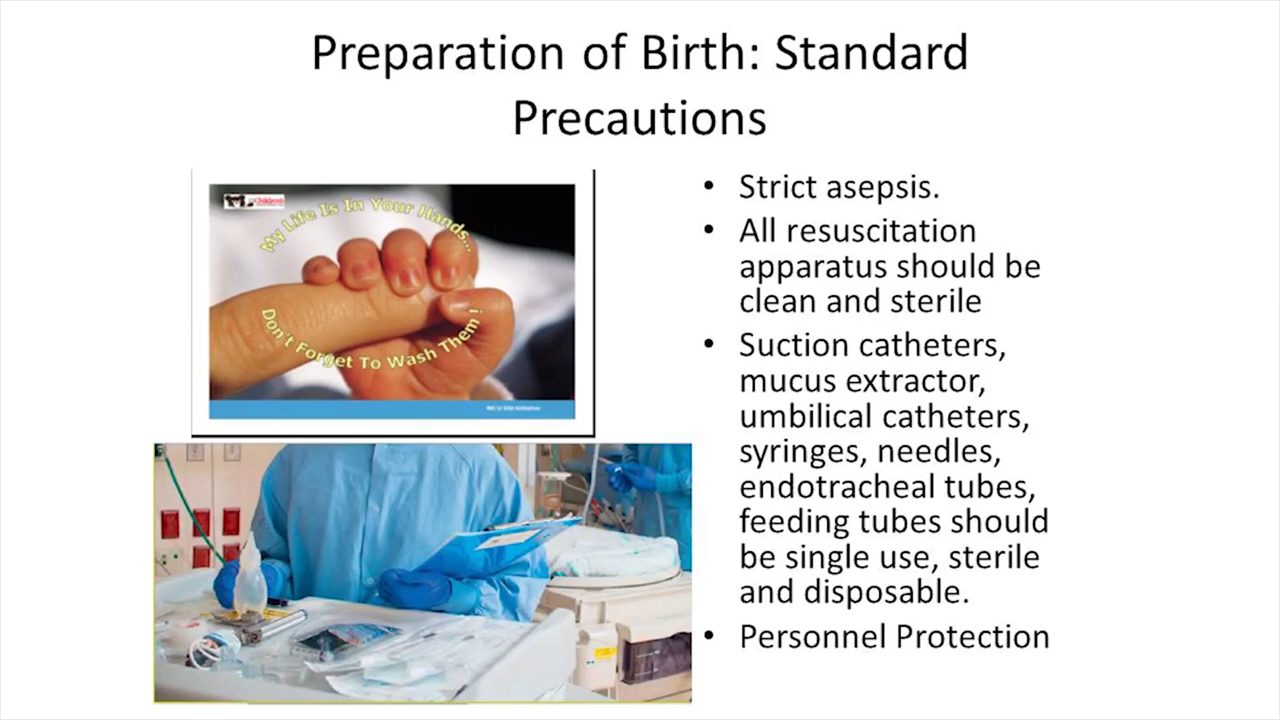 Preparation of Birth: Standard
Precautions
Children's
My Life Is In Your Hands...
Don't Forget To Wash Them !
• Strict asepsis.
• All resuscitation
apparatus should be
clean and sterile
• Suction catheters,
mucus extractor,
umbilical catheters,
syringes, needles,
endotracheal tubes,
feeding tubes should
be single use, sterile
and disposable.
• Personnel Protection